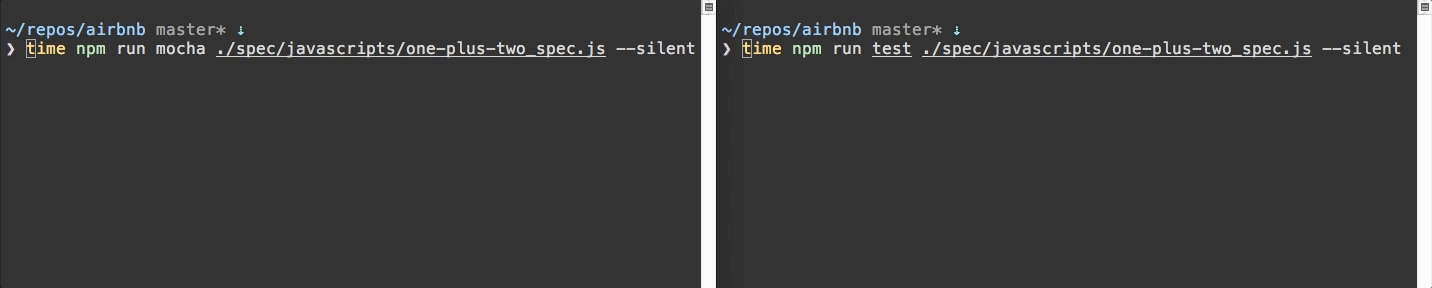 ~/repos/airbnb master* ↓
❯ time npm run mocha ./spec/javascripts/one-plus-two_spec.js --silent
~/repos/airbnb master* ↓
❯ time npm run test ./spec/javascripts/one-plus-two_spec.js --silent